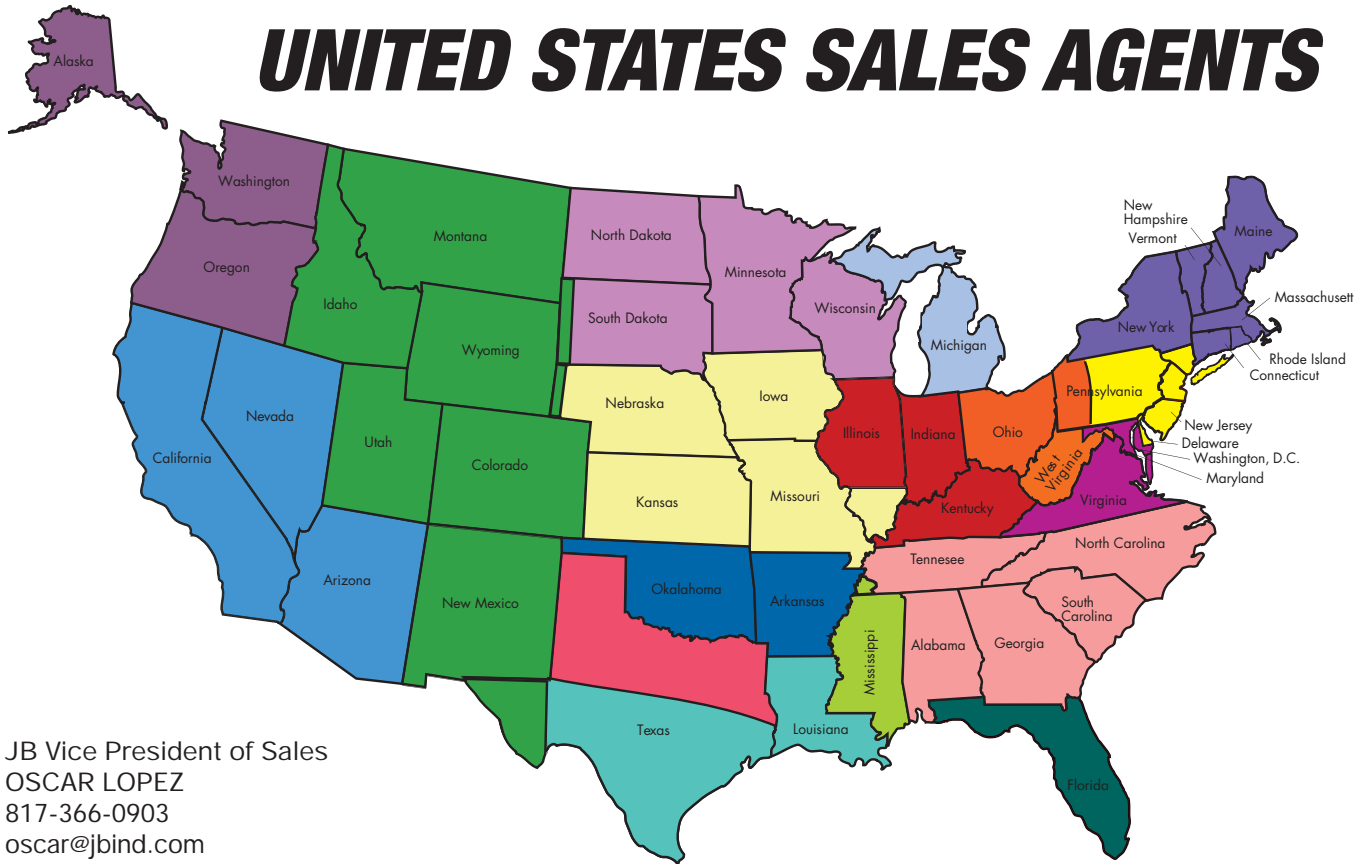 UNITED STATES SALES AGENTS
Alaska
Washington
Oregon
Montana
Idaho
Wyoming
North Dakota
South Dakota
Minnesota
Wisconsin
Michigan
New
Hampshire
Vermont
Maine
Massachusett
New York
Rhode Island
Connecticut
Nevada
California
Utah
Colorado
Nebraska
Iowa
Kansas
Missouri
Illinois
Indiana
Ohio
Pennsylvania
New Jersey
Delaware
Washington, D.C.
Maryland
West
Virginia
Virginia
Kentucky
Arizona
New Mexico
Okalahoma
Arkansas
Tennesee
North Carolina
South
Carolina
Mississippi
Alabama
Georgia
Texas
Louisiana
Florida
JB Vice President of Sales
OSCAR LOPEZ
817-366-0903
oscar@jbind.com